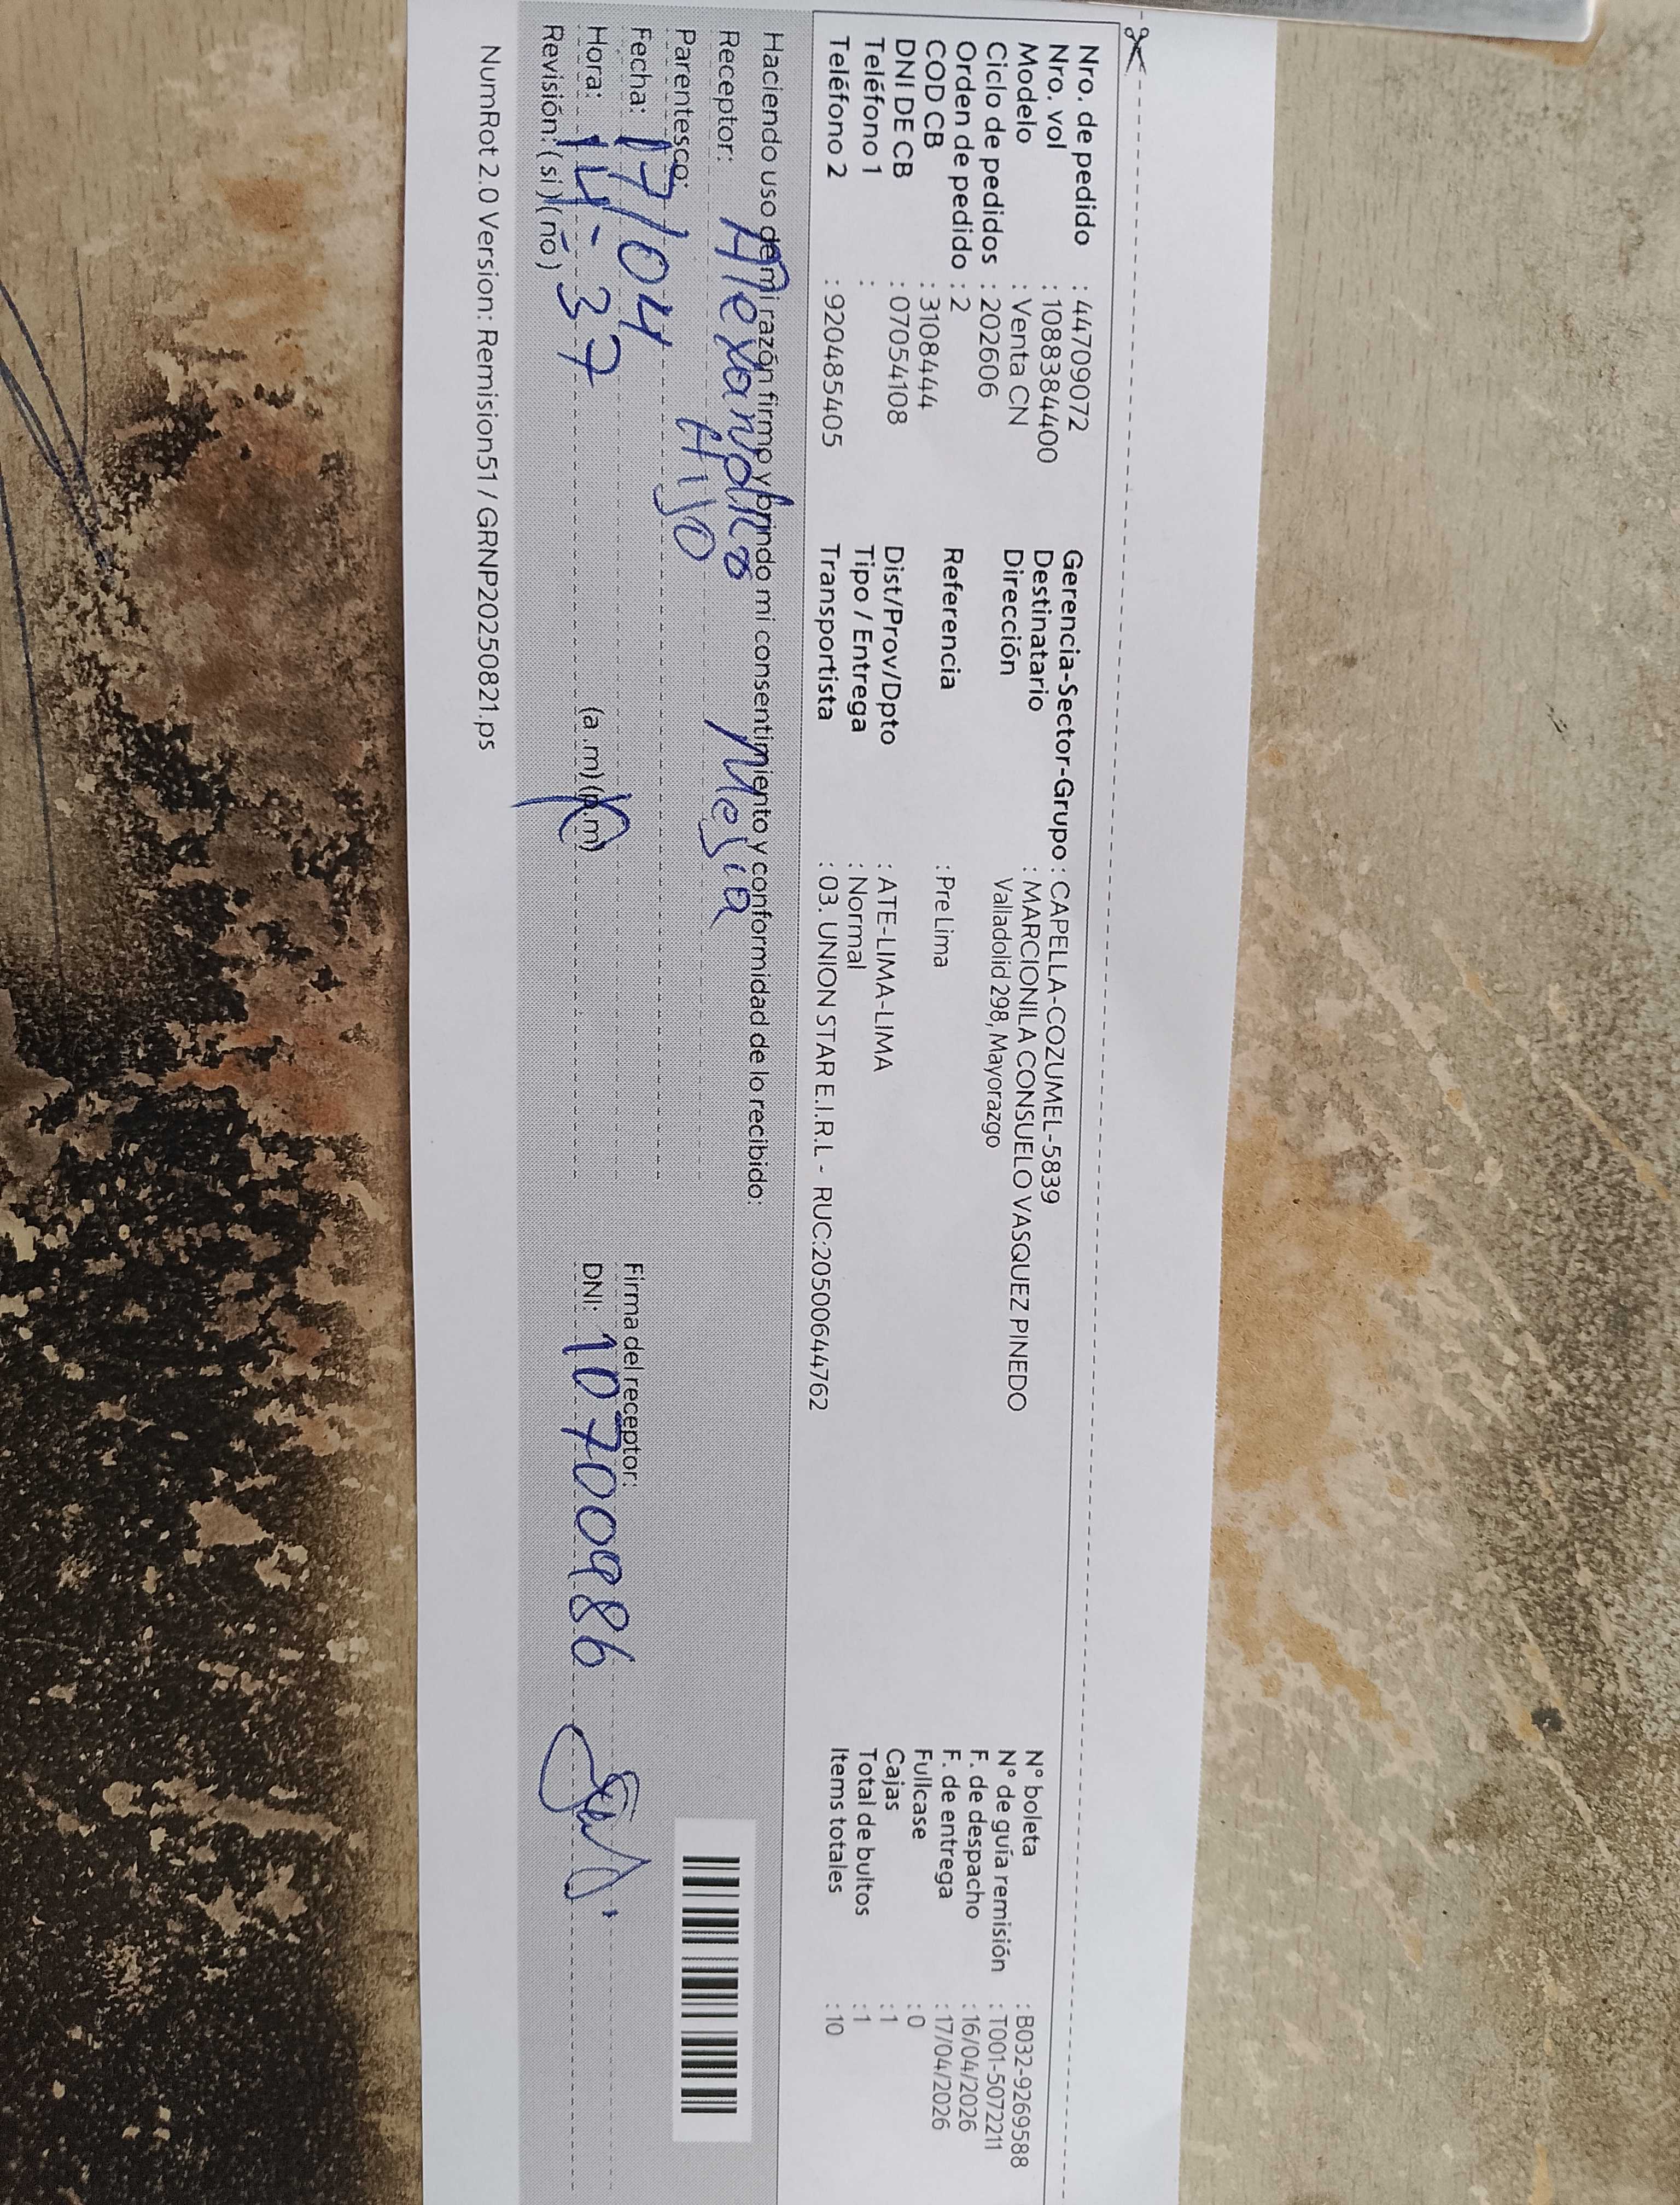 Nro. de pedido : 44709072
Nro. vol : 1088384400
Modelo : Venta CN
Ciclo de pedidos : 202606
Orden de pedido : 2
COD CB : 3108444
DNI DE CB : 07054108
Teléfono 1 :
Teléfono 2 : 920485405
Gerencia-Sector-Grupo : CAPELLA-COZUMEL-5839
Destinatario : MARCIONILA CONSUELO VASQUEZ PINEDO
Dirección Valladolid 298, Mayorazgo
Referencia : Pre Lima
Dist/Prov/Dpto : ATE-LIMA-LIMA
Tipo / Entrega : Normal
Transportista : 03. UNION STAR E.I.R.L - RUC:20500644762
N° boleta : B032-9269588
N° de guía remisión : T001-5072211
F. de despacho : 16/04/2026
F. de entrega : 17/04/2026
Fullcase : 0
Cajas : 1
Total de bultos : 1
Items totales : 10
Haciendo uso de mi razón firmo y brindo mi consentimiento y conformidad de lo recibido:
Receptor: Alexandro Mejia
Parentesco: Hijo
Fecha: 17/04
Hora: 14:37 (a.m) (p.m)
Revisión: (si) (no)
Firma del receptor:
DNI: 10700986
NumRot 2.0 Version: Remision51 / GRNP20250821.ps